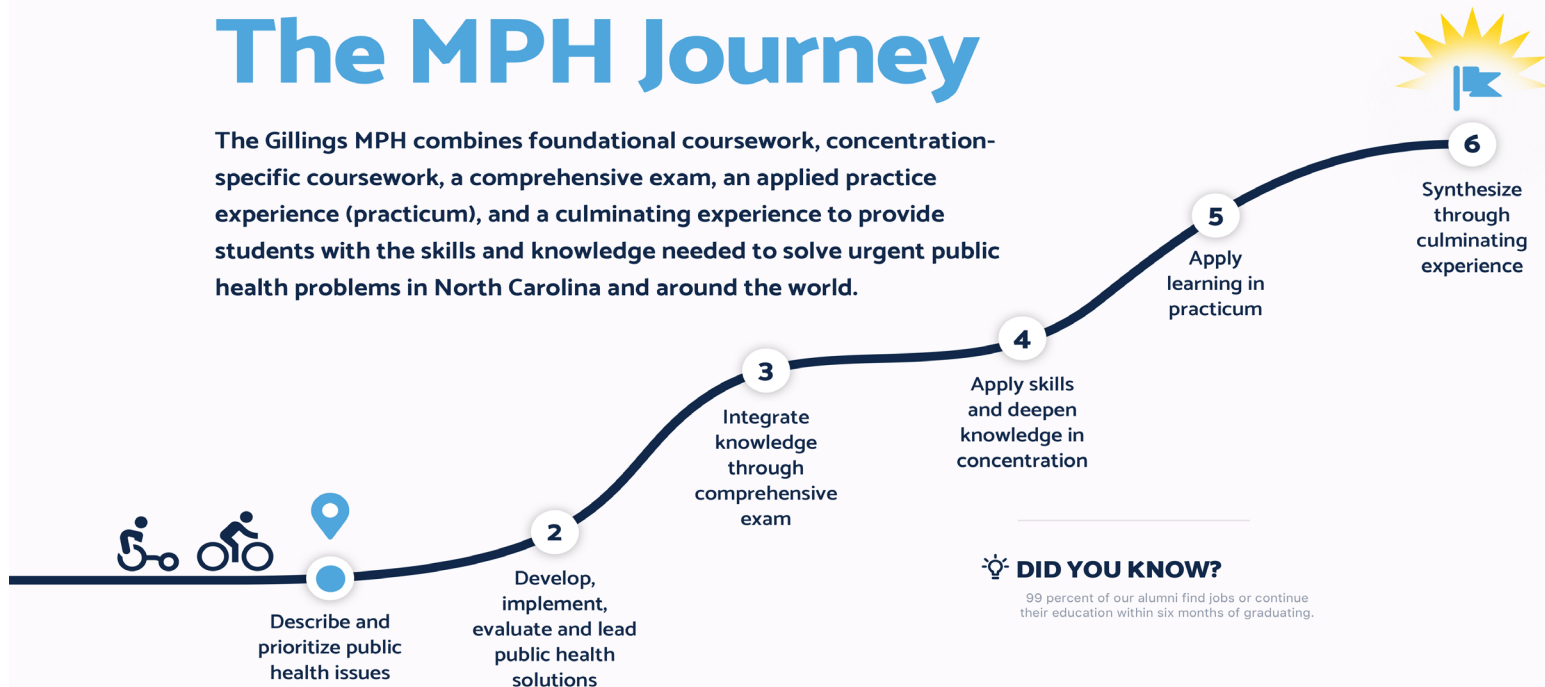 The MPH Journey
The Gillings MPH combines foundational coursework, concentration-
specific coursework, a comprehensive exam, an applied practice
experience (practicum), and a culminating experience to provide
students with the skills and knowledge needed to solve urgent public
health problems in North Carolina and around the world.
Describe and
prioritize public
health issues
2
Develop,
implement,
evaluate and lead
public health
solutions
3
Integrate
knowledge
through
comprehensive
exam
4
Apply skills
and deepen
knowledge in
concentration
5
Apply
learning in
practicum
6
Synthesize
through
culminating
experience
DID YOU KNOW?
99 percent of our alumni find jobs or continue
their education within six months of graduating.